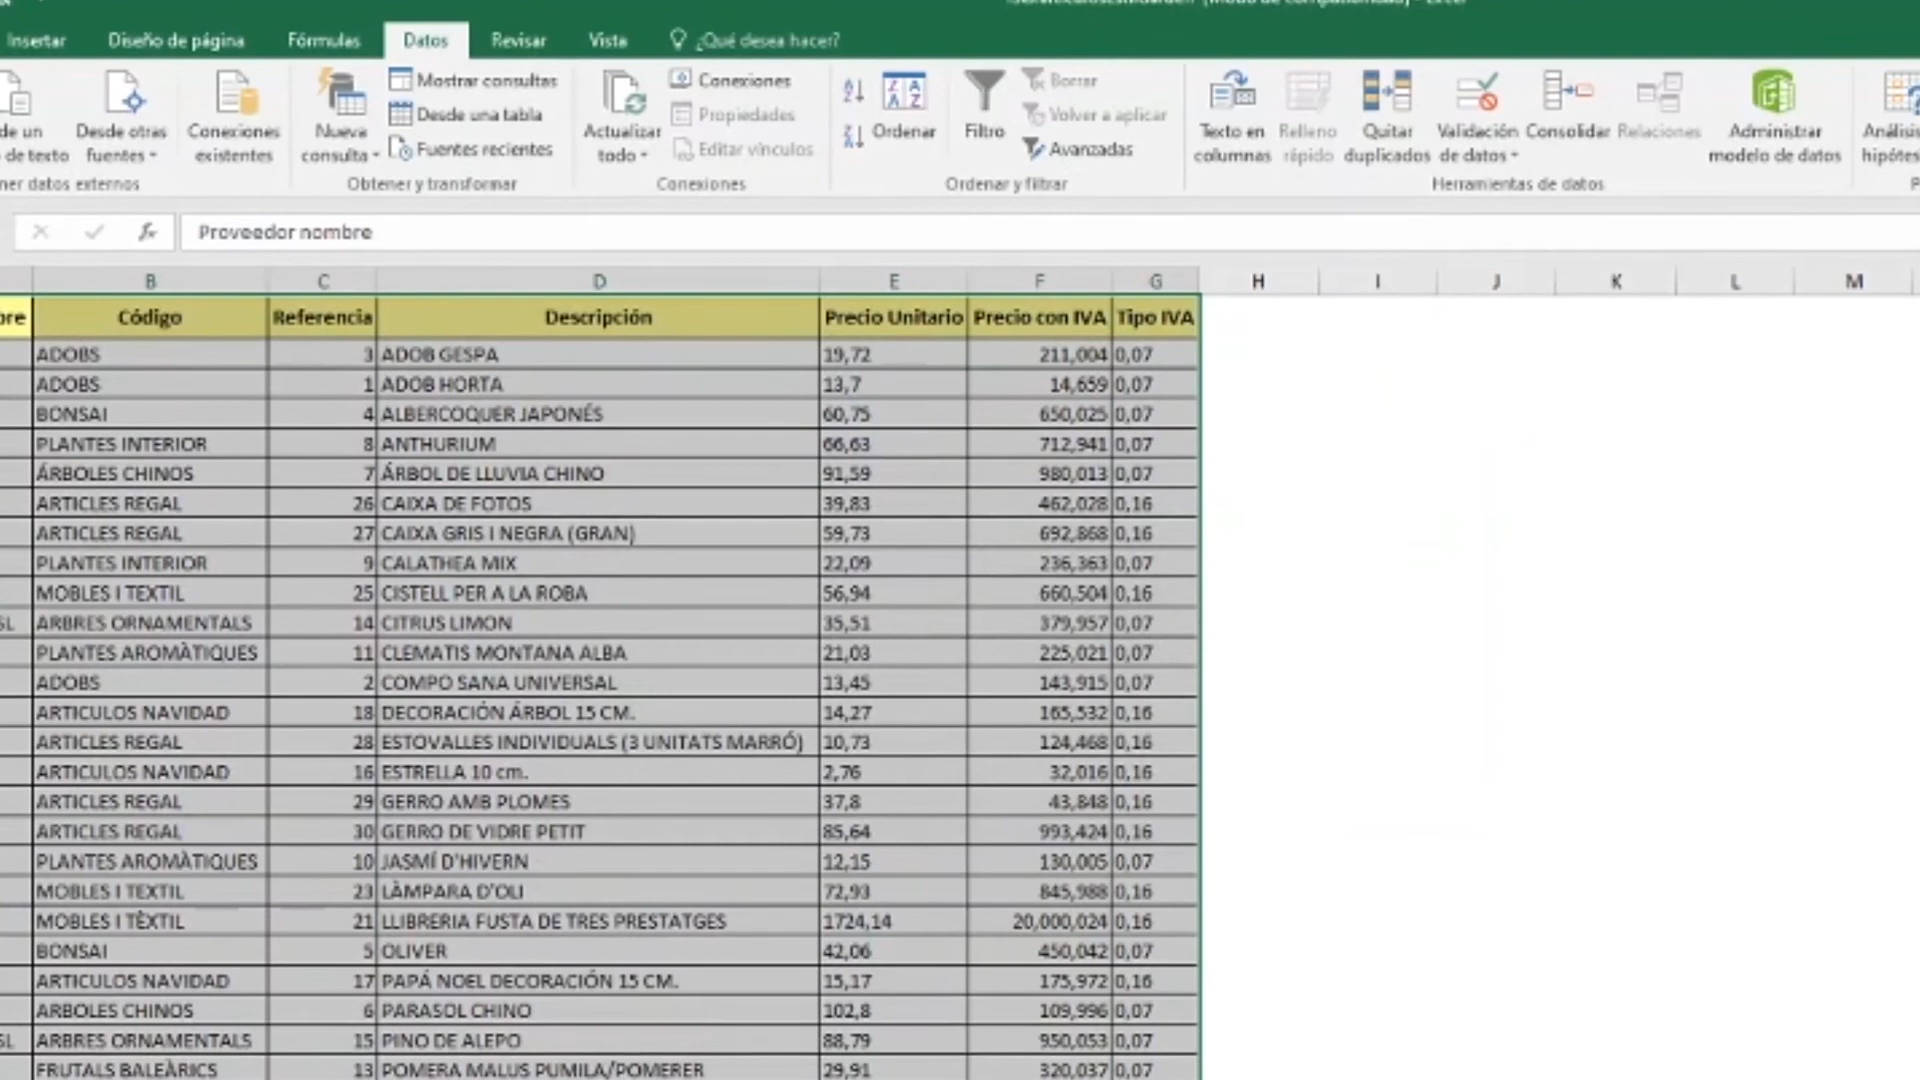 Insertar Diseño de página Fórmulas Datos Revisar Vista ¿Qué desea hacer?
de texto
Desde otras fuentes
Conexiones existentes
Nueva consulta
Mostrar consultas
Desde una tabla
Fuentes recientes
Obtener y transformar
Actualizar todo
Conexiones
Propiedades
Editar vínculos
Conexiones
Ordenar
Filtro
Borrar
Volver a aplicar
Avanzadas
Ordenar y filtrar
Texto en columnas
Relleno rápido
Quitar duplicados
Validación de datos
Consolidar
Relaciones
Administrar modelo de datos
Herramientas de datos
fx Proveedor nombre
B C D E F G H I J K L M
bre Código Referencia Descripción Precio Unitario Precio con IVA Tipo IVA
ADOBS 3 ADOB GESPA 19,72 211,004 0,07
ADOBS 1 ADOB HORTA 13,7 14,659 0,07
BONSAI 4 ALBERCOQUER JAPONÉS 60,75 650,025 0,07
PLANTES INTERIOR 8 ANTHURIUM 66,63 712,941 0,07
ÁRBOLES CHINOS 7 ÁRBOL DE LLUVIA CHINO 91,59 980,013 0,07
ARTICLES REGAL 26 CAIXA DE FOTOS 39,83 462,028 0,16
ARTICLES REGAL 27 CAIXA GRIS I NEGRA (GRAN) 59,73 692,868 0,16
PLANTES INTERIOR 9 CALATHEA MIX 22,09 236,363 0,07
MOBLES I TEXTIL 25 CISTELL PER A LA ROBA 56,94 660,504 0,16
SL ARBRES ORNAMENTALS 14 CITRUS LIMON 35,51 379,957 0,07
PLANTES AROMÀTIQUES 11 CLEMATIS MONTANA ALBA 21,03 225,021 0,07
ADOBS 2 COMPO SANA UNIVERSAL 13,45 143,915 0,07
ARTICULOS NAVIDAD 18 DECORACIÓN ÁRBOL 15 CM. 14,27 165,532 0,16
ARTICLES REGAL 28 ESTOVALLES INDIVIDUALS (3 UNITATS MARRÓ) 10,73 124,468 0,16
ARTICULOS NAVIDAD 16 ESTRELLA 10 cm. 2,76 32,016 0,16
ARTICLES REGAL 29 GERRO AMB PLOMES 37,8 43,848 0,16
ARTICLES REGAL 30 GERRO DE VIDRE PETIT 85,64 993,424 0,16
PLANTES AROMÀTIQUES 10 JASMÍ D'HIVERN 12,15 130,005 0,07
MOBLES I TEXTIL 23 LÀMPARA D'OLI 72,93 845,988 0,16
MOBLES I TÈXTIL 21 LLIBRERIA FUSTA DE TRES PRESTATGES 1724,14 20,000,024 0,16
BONSAI 5 OLIVER 42,06 450,042 0,07
ARTICULOS NAVIDAD 17 PAPÁ NOEL DECORACIÓN 15 CM. 15,17 175,972 0,16
ARBOLES CHINOS 6 PARASOL CHINO 102,8 109,996 0,07
SL ARBRES ORNAMENTALS 15 PINO DE ALEPO 88,79 950,053 0,07
FRUTALS BALEÀRICS 13 POMERA MALUS PUMILA/POMERER 29,91 320,037 0,07